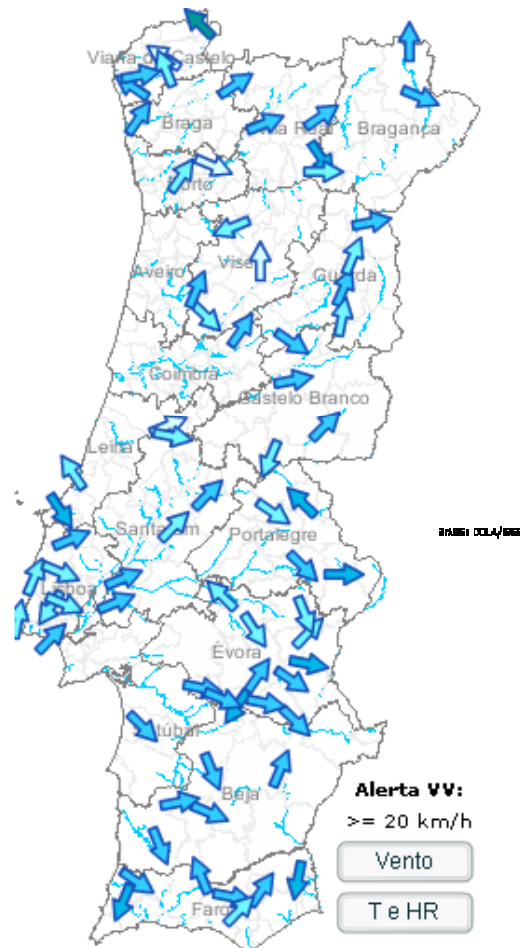 Viana do Castelo
Braga
Vila Real
Bragança
Porto
Aveiro
Viseu
Guarda
Coimbra
Castelo Branco
Leiria
Santarém
Portalegre
Lisboa
Évora
Setúbal
Beja
Faro
Alerta VV:
>= 20 km/h
Vento
T e HR